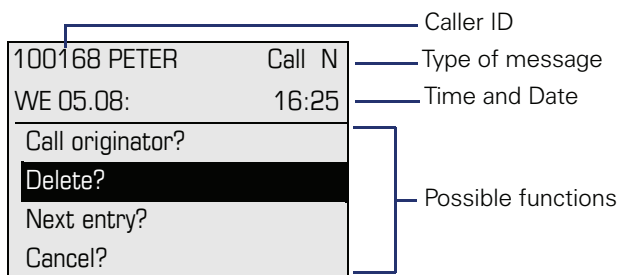 Caller ID
100168 PETER Call N
Type of message
WE 05.08: 16:25
Time and Date
Call originator?
Delete?
Possible functions
Next entry?
Cancel?